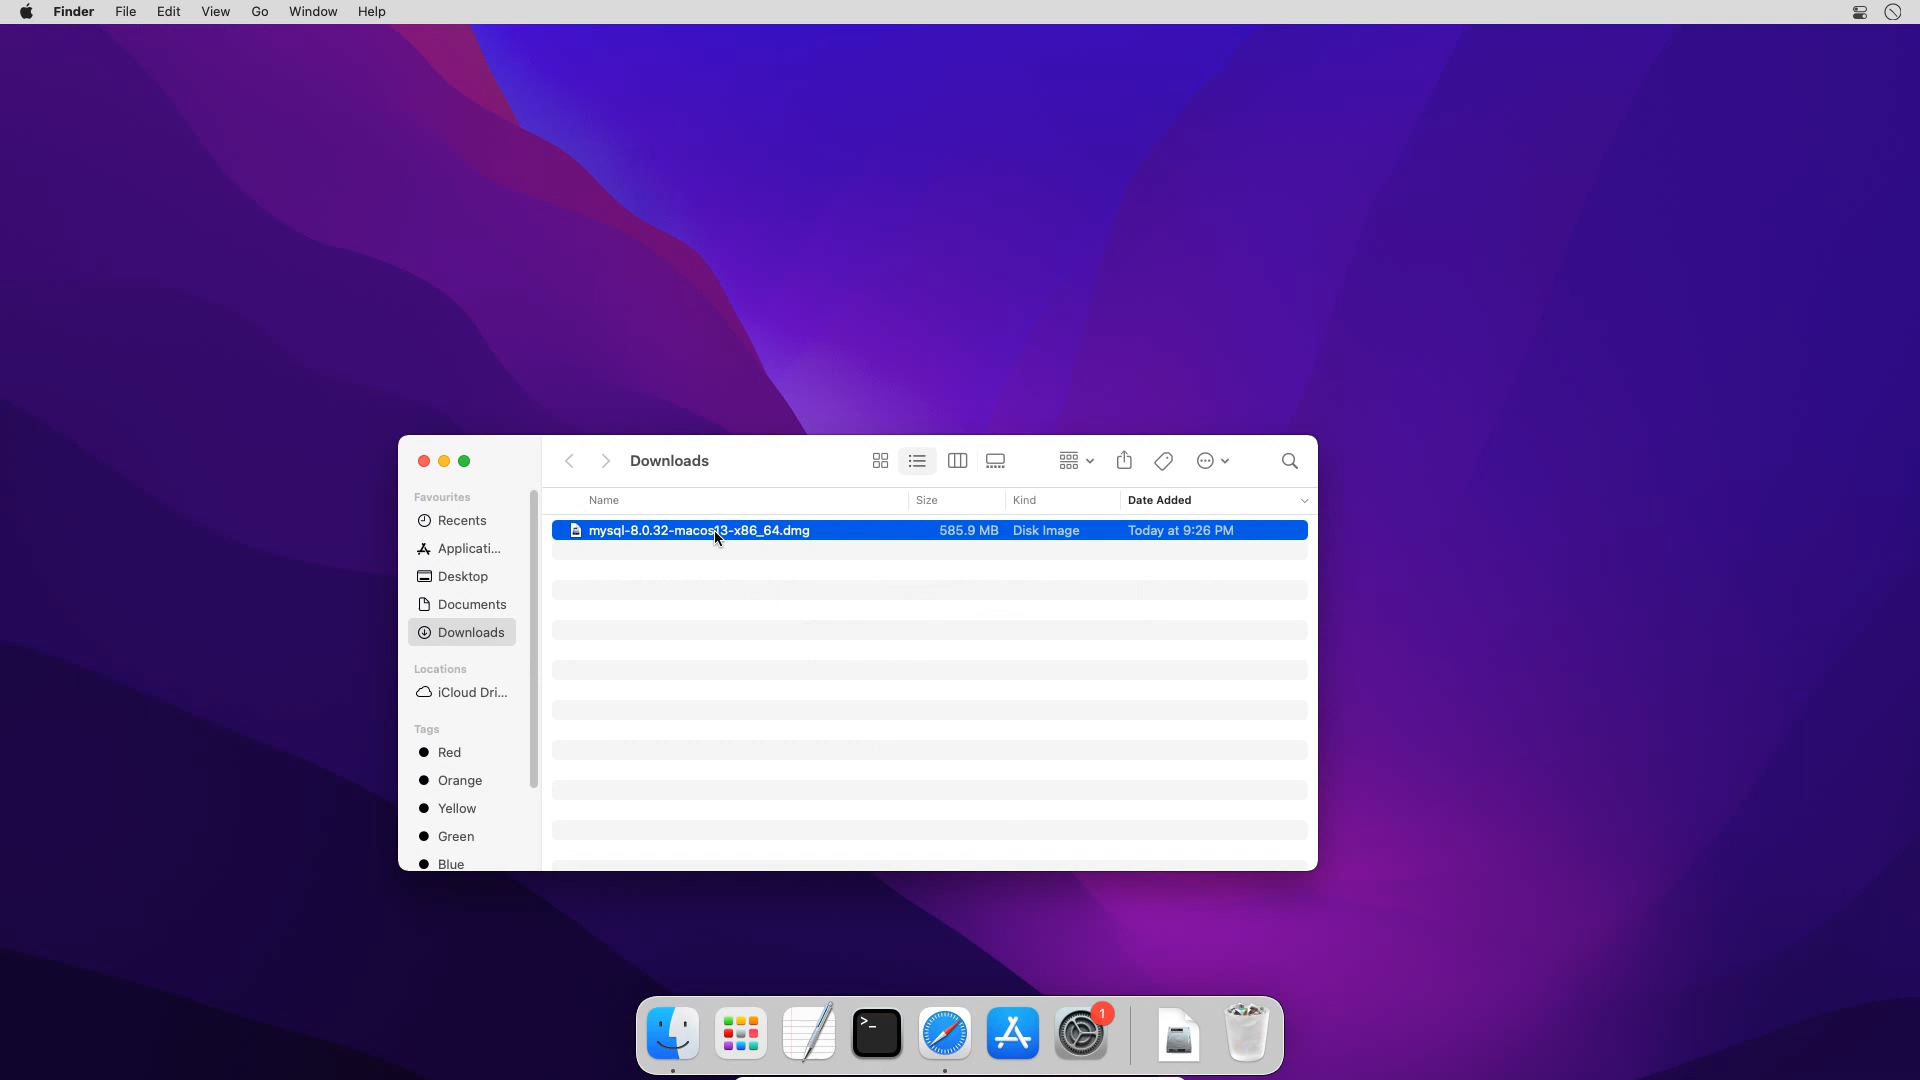 Finder File Edit View Go Window Help
Downloads
Favourites
Recents
Applicati...
Desktop
Documents
Downloads
Locations
iCloud Dri...
Tags
Red
Orange
Yellow
Green
Blue
Name Size Kind Date Added
mysql-8.0.32-macos13-x86_64.dmg 585.9 MB Disk Image Today at 9:26 PM
>_
1